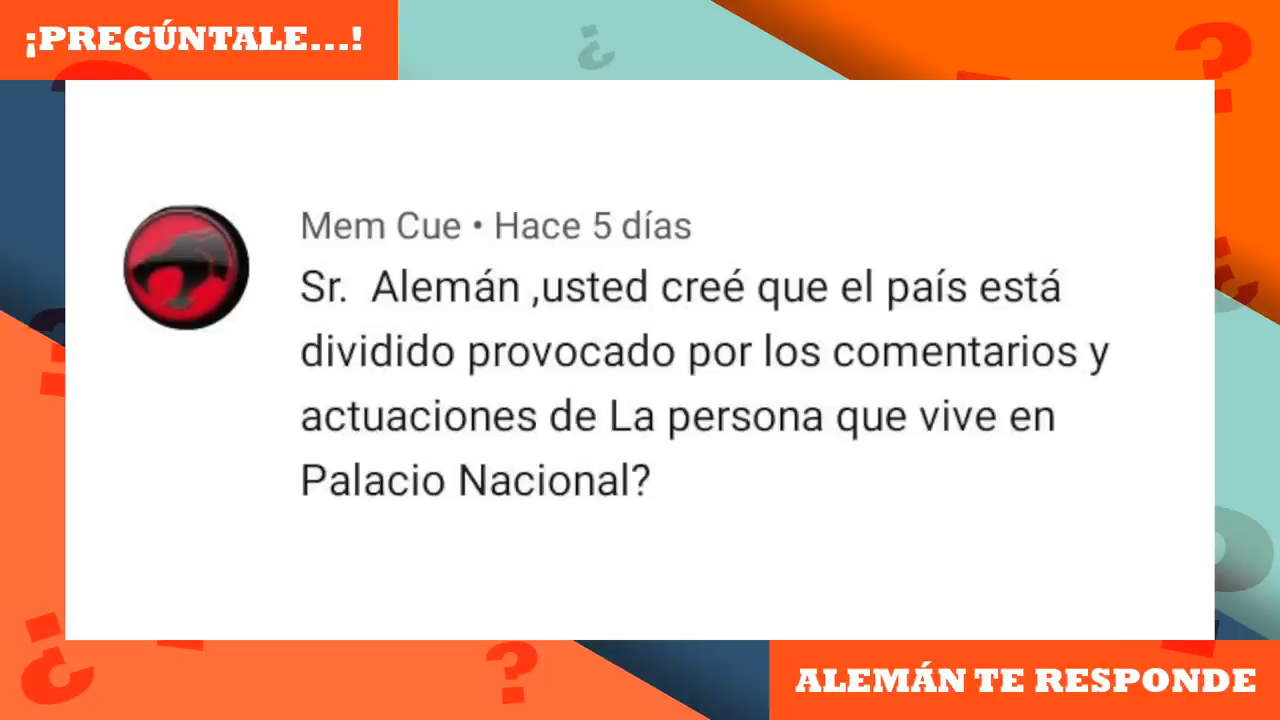 ¡PREGÚNTALE...!
Mem Cue • Hace 5 días
Sr.  Alemán ,usted creé que el país está
dividido provocado por los comentarios y
actuaciones de La persona que vive en
Palacio Nacional?
ALEMÁN TE RESPONDE